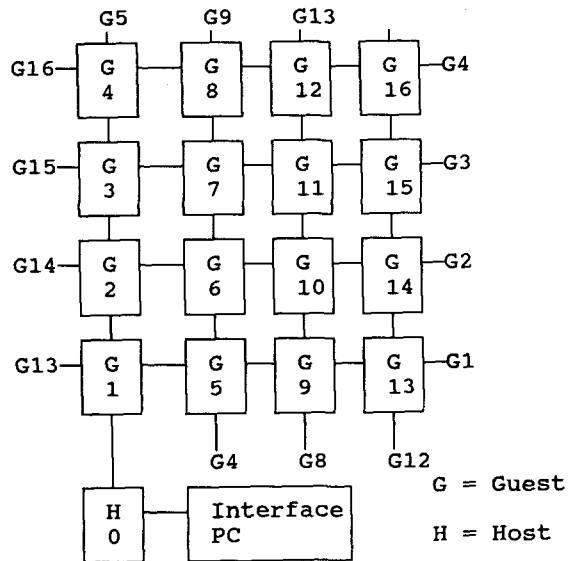 G5 G9 G13
G16 G G G G G4
4 8 12 16
G15 G G G G G3
3 7 11 15
G14 G G G G G2
2 6 10 14
G13 G G G G G1
1 5 9 13
G4 G8 G12
G = Guest
H Interface
0 PC
H = Host